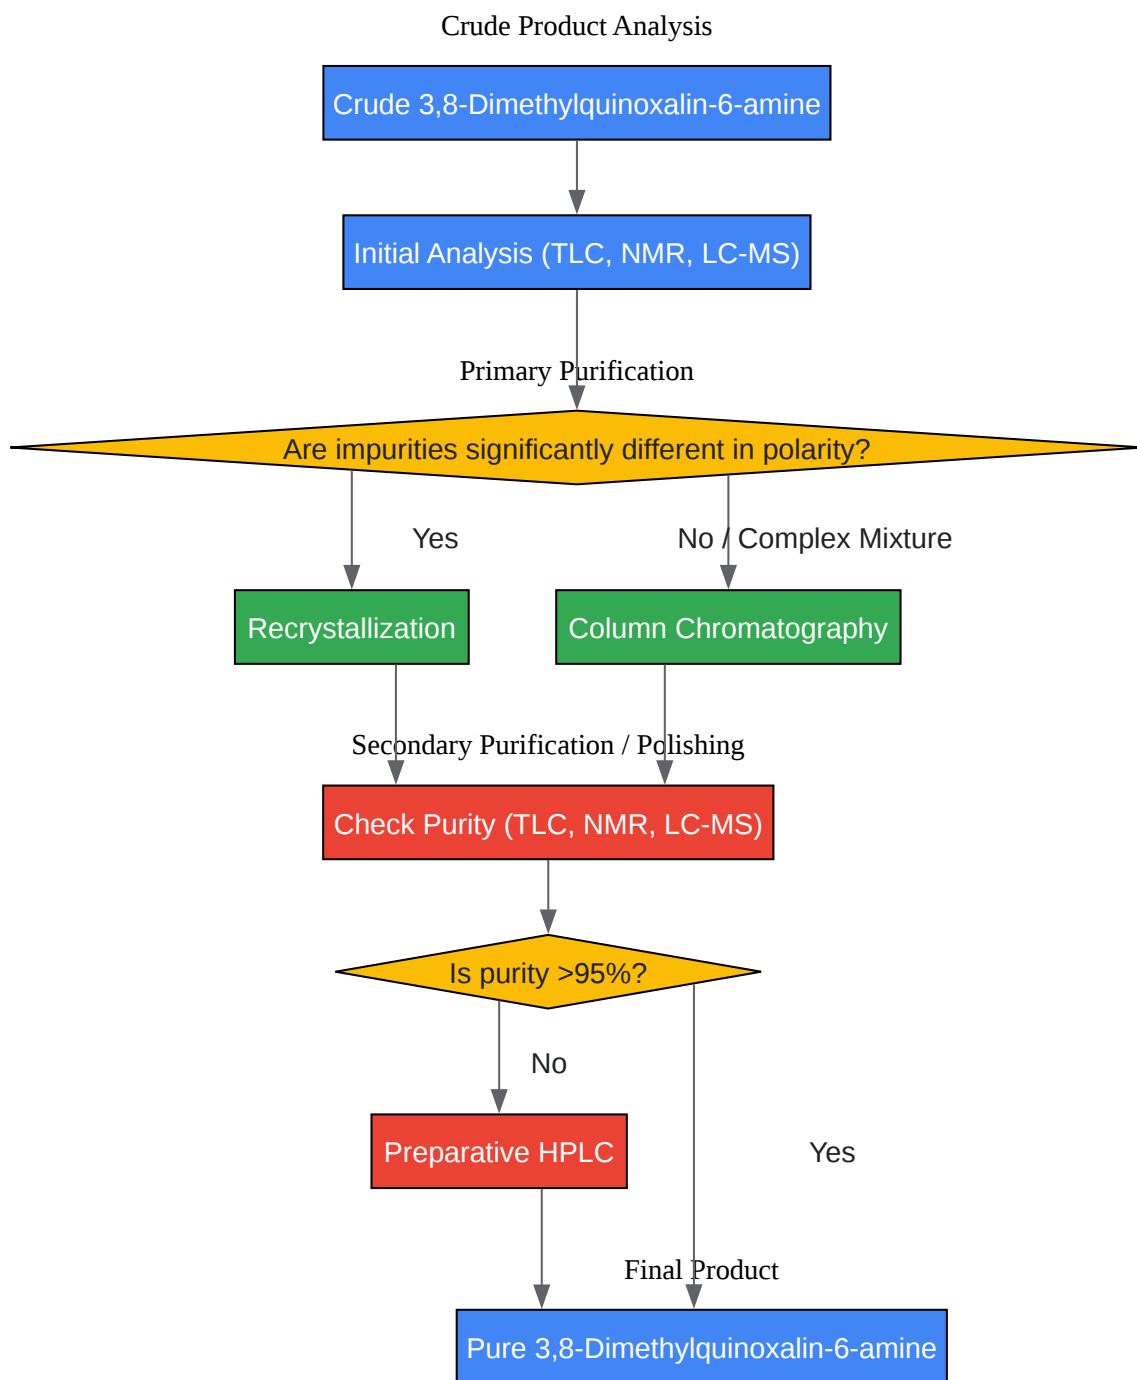 Crude Product Analysis
Crude 3,8-Dimethylquinoxalin-6-amine
Initial Analysis (TLC, NMR, LC-MS)
Primary Purification
Are impurities significantly different in polarity?
Yes
No / Complex Mixture
Recrystallization
Column Chromatography
Secondary Purification / Polishing
Check Purity (TLC, NMR, LC-MS)
Is purity >95%?
No
Preparative HPLC
Yes
Final Product
Pure 3,8-Dimethylquinoxalin-6-amine